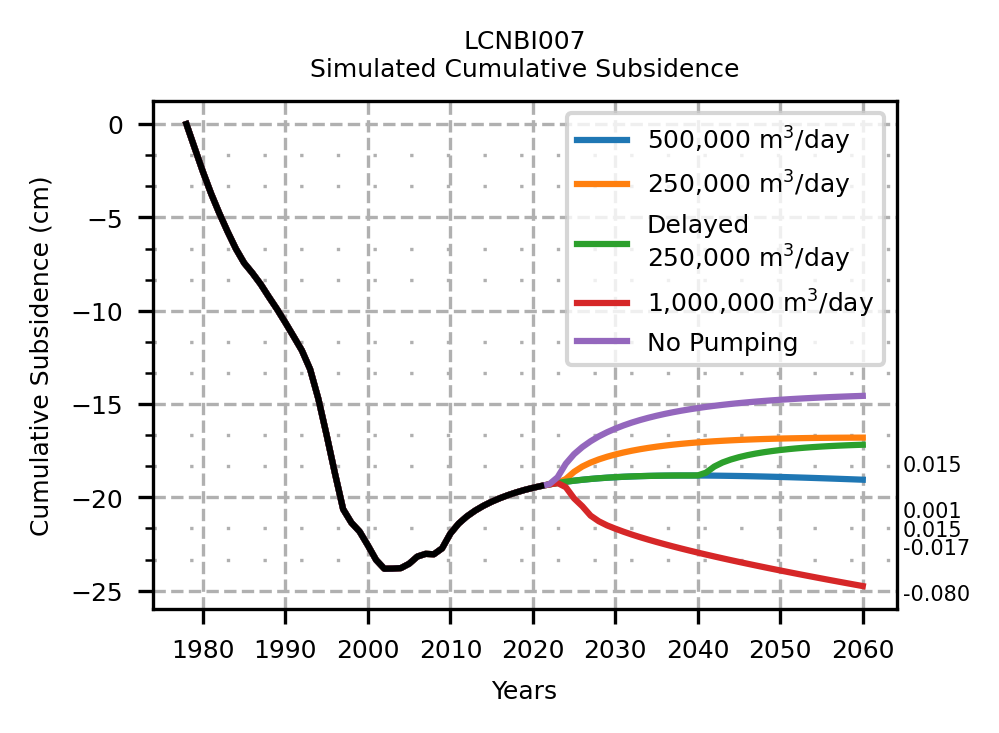 LCNBI007
Simulated Cumulative Subsidence
Cumulative Subsidence (cm)
0
−5
−10
−15
−20
−25
500,000 m³/day
250,000 m³/day
Delayed
250,000 m³/day
1,000,000 m³/day
No Pumping
0.015
0.001
0.015
-0.017
-0.080
1980 1990 2000 2010 2020 2030 2040 2050 2060
Years